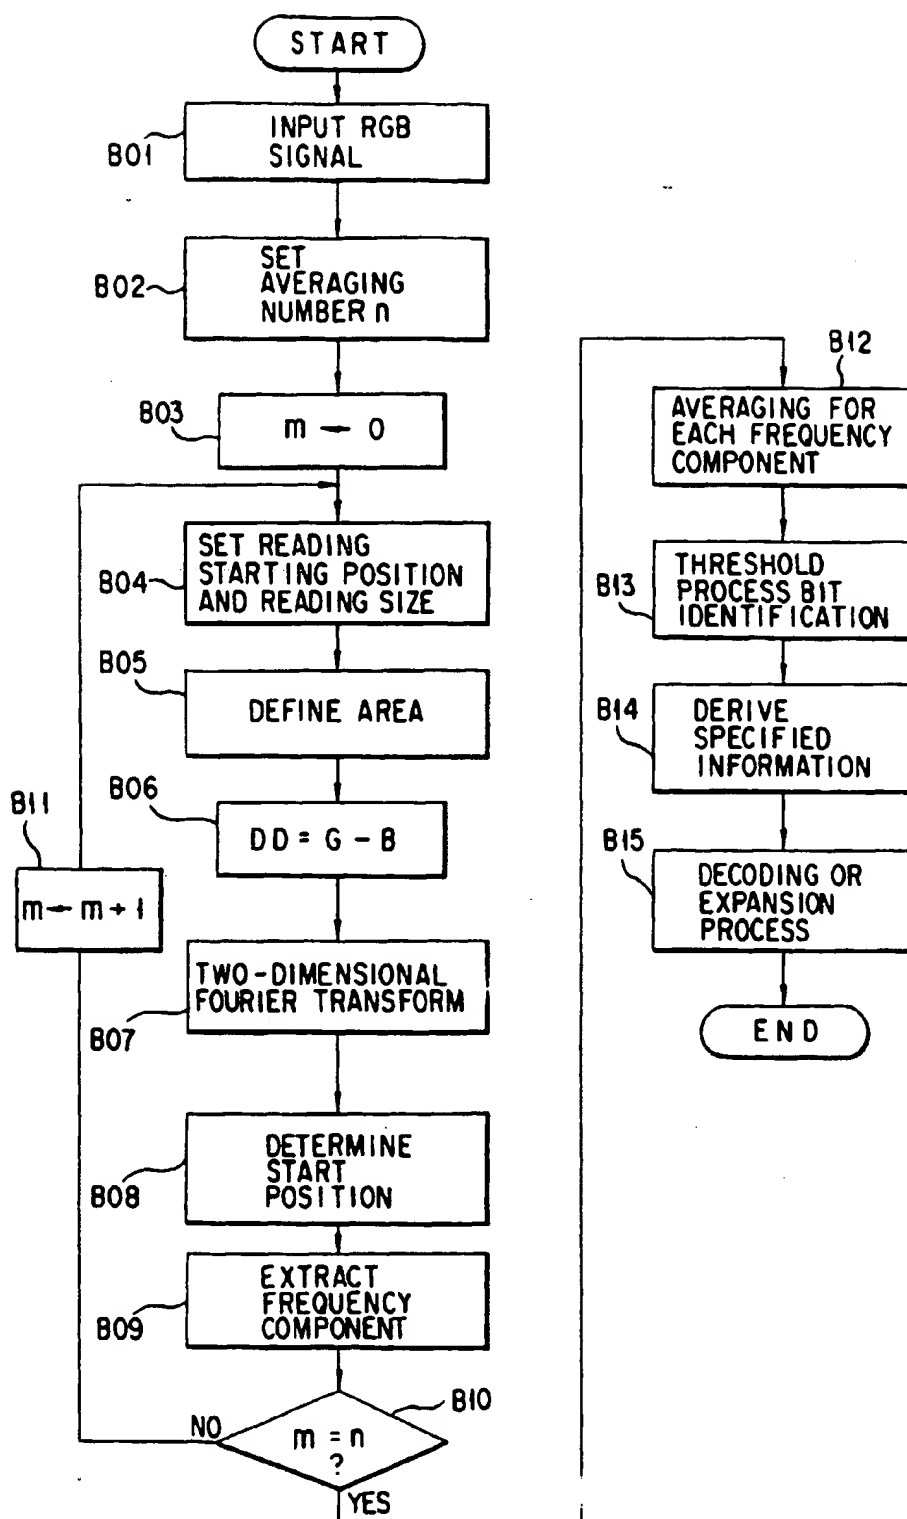 START
B01
INPUT RGB
SIGNAL
B02
SET
AVERAGING
NUMBER n
B03
m ← 0
B04
SET READING
STARTING POSITION
AND READING SIZE
B05
DEFINE AREA
B06
DD = G - B
B11
m ← m + 1
B07
TWO-DIMENSIONAL
FOURIER TRANSFORM
B08
DETERMINE
START
POSITION
B09
EXTRACT
FREQUENCY
COMPONENT
B10
m = n
?
NO
YES
B12
AVERAGING FOR
EACH FREQUENCY
COMPONENT
B13
THRESHOLD
PROCESS BIT
IDENTIFICATION
B14
DERIVE
SPECIFIED
INFORMATION
B15
DECODING OR
EXPANSION
PROCESS
END